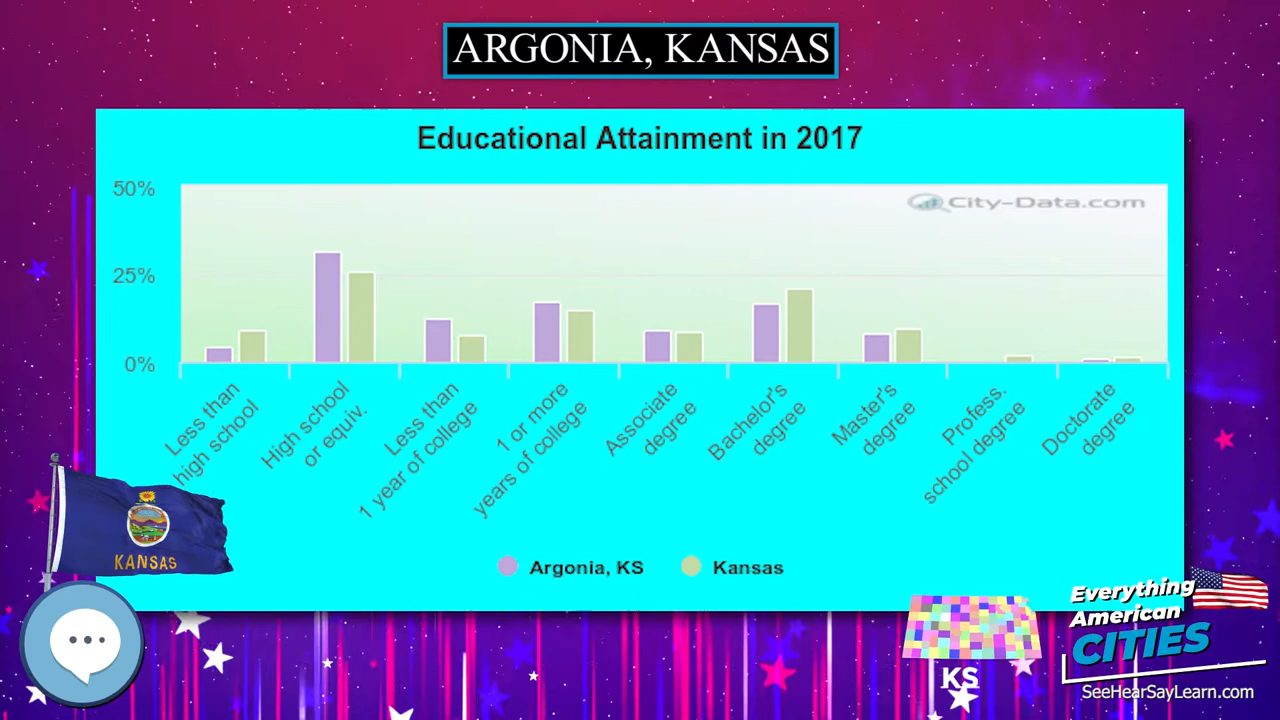 ARGONIA, KANSAS
Educational Attainment in 2017
City-Data.com
50%
25%
0%
Less than
high school
High school
or equiv.
Less than
1 year of college
1 or more
years of college
Associate
degree
Bachelor's
degree
Master's
degree
Profess.
school degree
Doctorate
degree
Argonia, KS
Kansas
KANSAS
KS
Everything
American
CITIES
SeeHearSayLearn.com